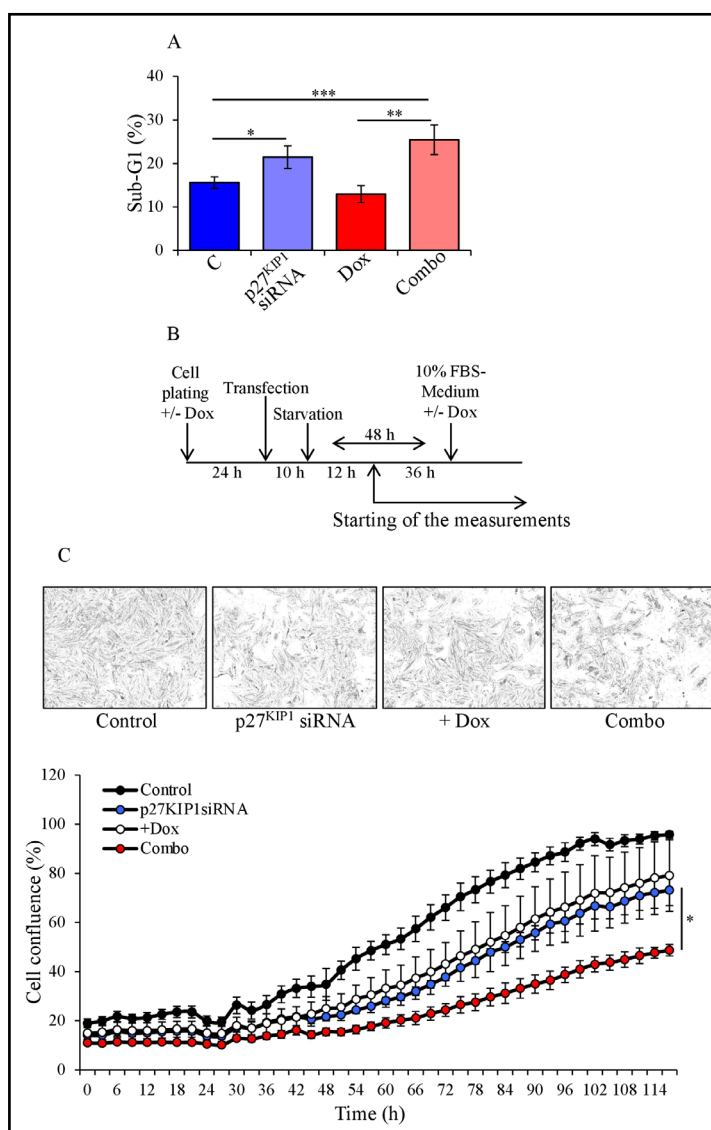 A
Sub-G1 (%)
40
30
20
10
0
***
*
**
C
p27KIP1
siRNA
Dox
Combo
B
Cell
plating
+/- Dox
Transfection
Starvation
10% FBS-
Medium
+/- Dox
48 h
24 h
10 h
12 h
36 h
Starting of the measurements
C
Control
p27KIP1 siRNA
+ Dox
Combo
Cell confluence (%)
120
100
80
60
40
20
0
Control
p27KIP1siRNA
+Dox
Combo
*
0 6 12 18 24 30 36 42 48 54 60 66 72 78 84 90 96 102 108 114
Time (h)